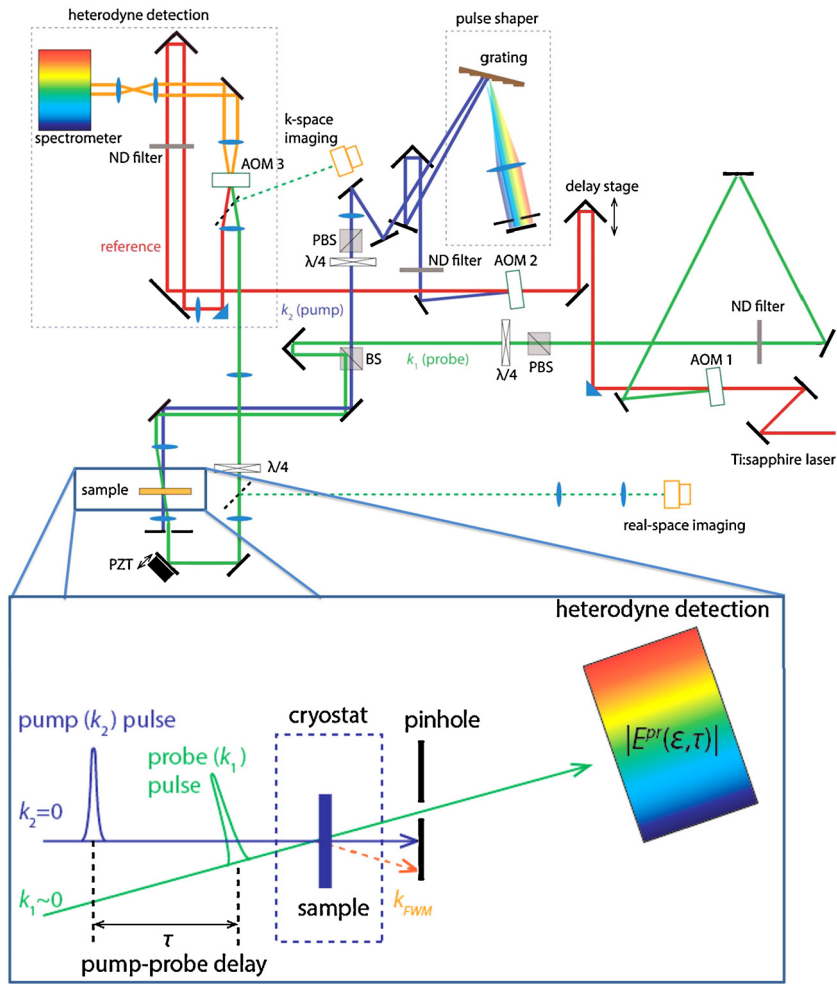 heterodyne detection
pulse shaper
grating
k-space
imaging
spectrometer
ND filter
AOM 3
delay stage
PBS
reference
λ/4
ND filter
AOM 2
k₂ (pump)
ND filter
BS
k₁ (probe)
λ/4
PBS
AOM 1
Ti:sapphire laser
λ/4
sample
real-space imaging
PZT
heterodyne detection
pump (k₂) pulse
cryostat
pinhole
probe (k₁)
pulse
|Eᵖʳ(ε,τ)|
k₂=0
k₁~0
sample
k_FWM
τ
pump-probe delay